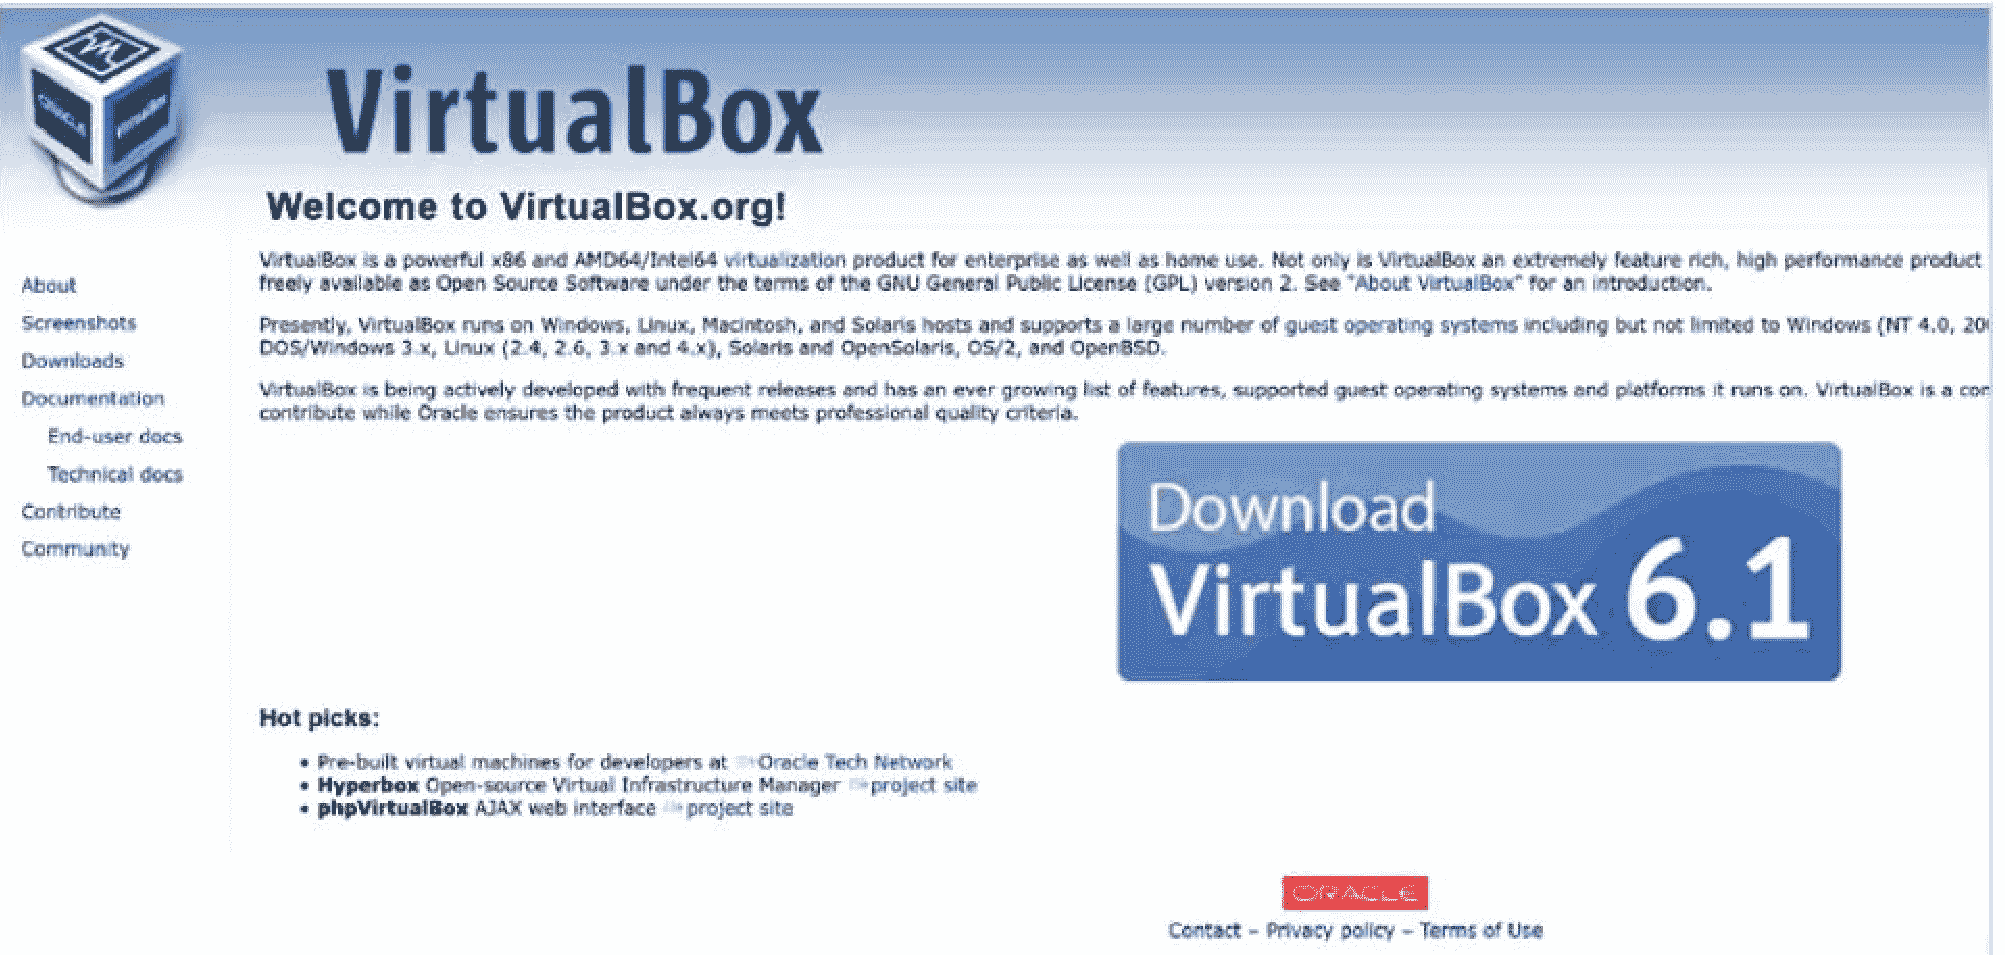 VirtualBox
Welcome to VirtualBox.org!
About
Screenshots
Downloads
Documentation
End-user docs
Technical docs
Contribute
Community
VirtualBox is a powerful x86 and AMD64/Intel64 virtualization product for enterprise as well as home use. Not only is VirtualBox an extremely feature rich, high performance product
freely available as Open Source Software under the terms of the GNU General Public License (GPL) version 2. See "About VirtualBox" for an introduction.
Presently, VirtualBox runs on Windows, Linux, Macintosh, and Solaris hosts and supports a large number of guest operating systems including but not limited to Windows (NT 4.0,
DOS/Windows 3.x, Linux (2.4, 2.6, 3.x and 4.x), Solaris and OpenSolaris, OS/2, and OpenBSD.
VirtualBox is being actively developed with frequent releases and has an ever growing list of features, supported guest operating systems and platforms it runs on. VirtualBox is a
contribute while Oracle ensures the product always meets professional quality criteria.
Download
VirtualBox 6.1
Hot picks:
• Pre-built virtual machines for developers at Oracle Tech Network
• Hyperbox Open-source Virtual Infrastructure Manager project site
• phpVirtualBox AJAX web interface project site
ORACLE
Contact – Privacy policy – Terms of Use